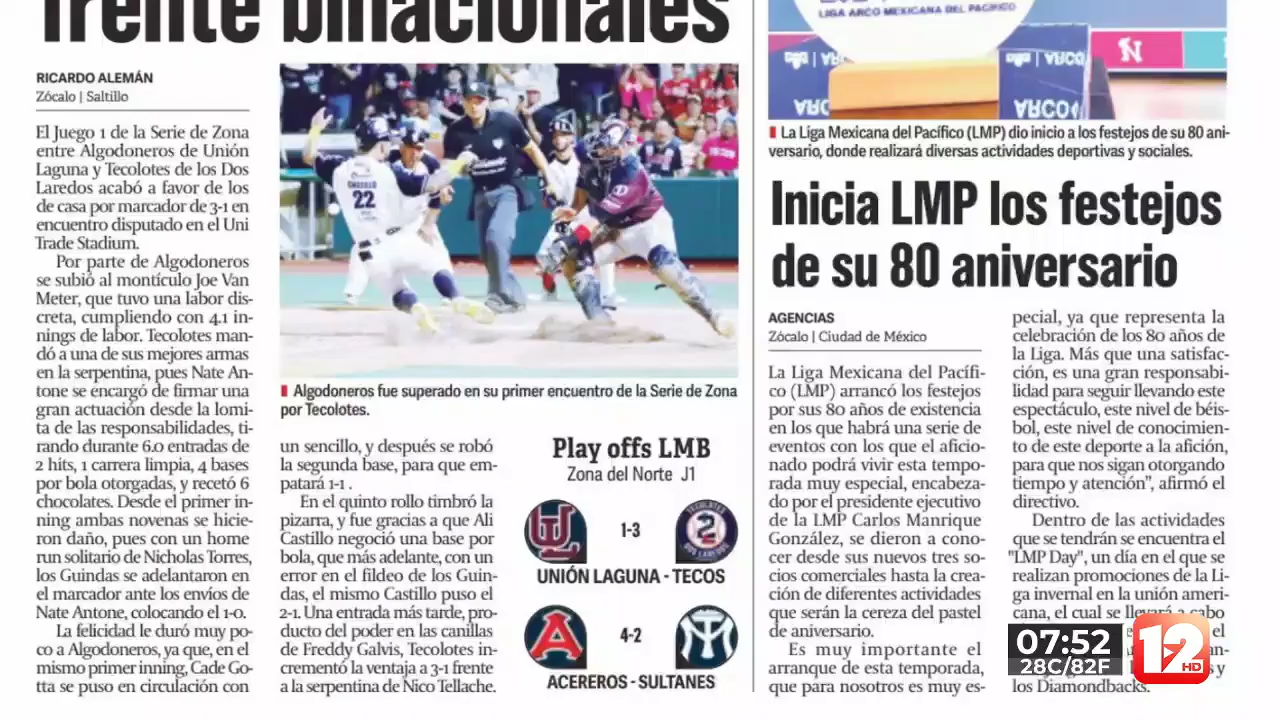 frente binacionales
RICARDO ALEMÁN
Zócalo | Saltillo
El Juego 1 de la Serie de Zona
entre Algodoneros de Unión
Laguna y Tecolotes de los Dos
Laredos acabó a favor de los
de casa por marcador de 3-1 en
encuentro disputado en el Uni
Trade Stadium.
Por parte de Algodoneros
se subió al montículo Joe Van
Meter, que tuvo una labor dis-
creta, cumpliendo con 4.1 in-
nings de labor. Tecolotes man-
dó a una de sus mejores armas
en la serpentina, pues Nate An-
tone se encargó de firmar una
gran actuación desde la lomi-
ta de las responsabilidades, ti-
rando durante 6.0 entradas de
2 hits, 1 carrera limpia, 4 bases
por bola otorgadas, y recetó 6
chocolates. Desde el primer in-
ning ambas novenas se hicie-
ron daño, pues con un home
run solitario de Nicholas Torres,
los Guindas se adelantaron en
el marcador ante los envíos de
Nate Antone, colocando el 1-0.
La felicidad le duró muy po-
co a Algodoneros, ya que, en el
mismo primer inning, Cade Go-
tta se puso en circulación con
CASTILLO
22
Algodoneros fue superado en su primer encuentro de la Serie de Zona
por Tecolotes.
un sencillo, y después se robó
la segunda base, para que em-
patará 1-1 .
En el quinto rollo timbró la
pizarra, y fue gracias a que Ali
Castillo negoció una base por
bola, que más adelante, con un
error en el fildeo de los Guin-
das, el mismo Castillo puso el
2-1. Una entrada más tarde, pro-
ducto del poder en las canillas
de Freddy Galvis, Tecolotes in-
crementó la ventaja a 3-1 frente
a la serpentina de Nico Tellache.
Play offs LMB
Zona del Norte J1
UL
1-3
TECOLOTES
2
DOS LAREDOS
UNIÓN LAGUNA - TECOS
A
4-2
M
ACEREROS - SULTANES
LIGA ARCO MEXICANA DEL PACÍFICO
ARCO
ARCO
ARCO
N
La Liga Mexicana del Pacífico (LMP) dio inicio a los festejos de su 80 ani-
versario, donde realizará diversas actividades deportivas y sociales.
Inicia LMP los festejos
de su 80 aniversario
AGENCIAS
Zócalo | Ciudad de México
La Liga Mexicana del Pacífi-
co (LMP) arrancó los festejos
por sus 80 años de existencia
en los que habrá una serie de
eventos con los que el aficio-
nado podrá vivir esta tempo-
rada muy especial, encabeza-
do por el presidente ejecutivo
de la LMP Carlos Manrique
González, se dieron a cono-
cer desde sus nuevos tres so-
cios comerciales hasta la crea-
ción de diferentes actividades
que serán la cereza del pastel
de aniversario.
Es muy importante el
arranque de esta temporada,
que para nosotros es muy es-
pecial, ya que representa la
celebración de los 80 años de
la Liga. Más que una satisfac-
ción, es una gran responsabi-
lidad para seguir llevando este
espectáculo, este nivel de béis-
bol, este nivel de conocimien-
to de este deporte a la afición,
para que nos sigan otorgando
tiempo y atención", afirmó el
directivo.
Dentro de las actividades
que se tendrán se encuentra el
"LMP Day", un día en el que se
realizan promociones de la Li-
ga invernal en la unión ameri-
cana, el cual se llevará a cabo
el
los Diamondbacks.
07:52
28C/82F
12
HD